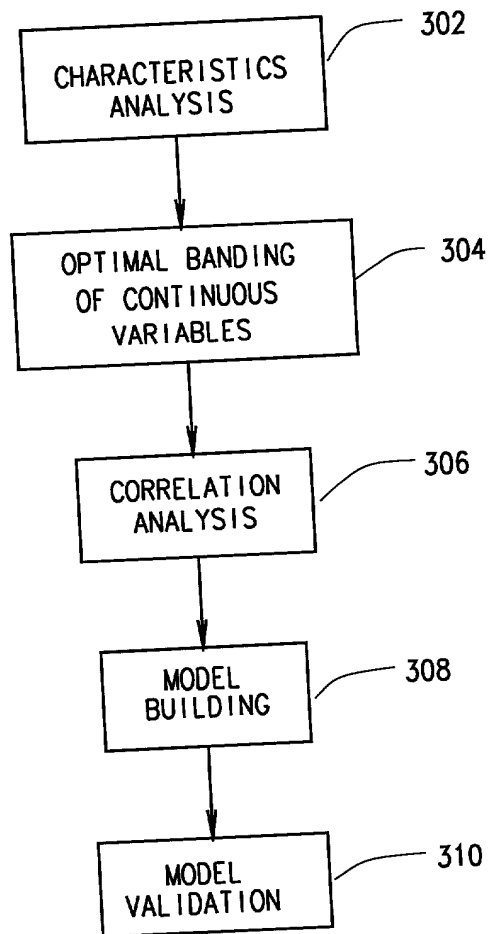 302
CHARACTERISTICS
ANALYSIS
304
OPTIMAL BANDING
OF CONTINUOUS
VARIABLES
306
CORRELATION
ANALYSIS
308
MODEL
BUILDING
310
MODEL
VALIDATION